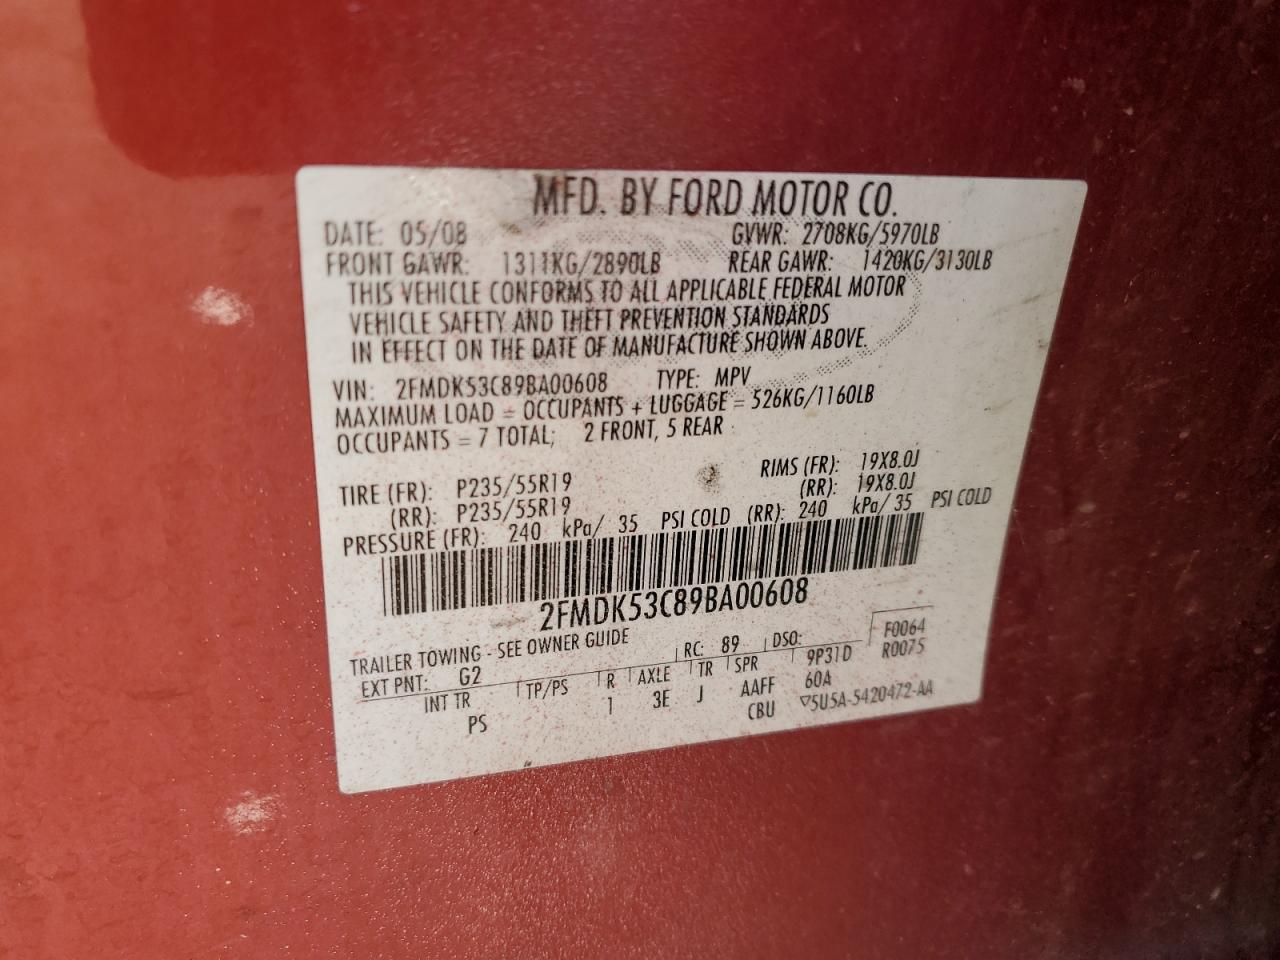 MFD. BY FORD MOTOR CO.
DATE: 05/08 GVWR: 2708KG/5970LB
FRONT GAWR: 1311KG/2890LB REAR GAWR: 1420KG/3130LB
THIS VEHICLE CONFORMS TO ALL APPLICABLE FEDERAL MOTOR
VEHICLE SAFETY AND THEFT PREVENTION STANDARDS
IN EFFECT ON THE DATE OF MANUFACTURE SHOWN ABOVE.
VIN: 2FMDK53C89BA00608 TYPE: MPV
MAXIMUM LOAD = OCCUPANTS + LUGGAGE = 526KG/1160LB
OCCUPANTS = 7 TOTAL; 2 FRONT, 5 REAR
TIRE (FR): P235/55R19 RIMS (FR): 19X8.0J
(RR): P235/55R19 (RR): 19X8.0J
PRESSURE (FR): 240 kPa/ 35 PSI COLD (RR): 240 kPa/ 35 PSI COLD
2FMDK53C89BA00608
TRAILER TOWING - SEE OWNER GUIDE
EXT PNT: G2 RC: 89 DSO: F0064
R0075
INT TR TP/PS R AXLE TR SPR 9P31D
PS 1 3E J AAFF 60A
CBU ▽5U5A-5420472-AA